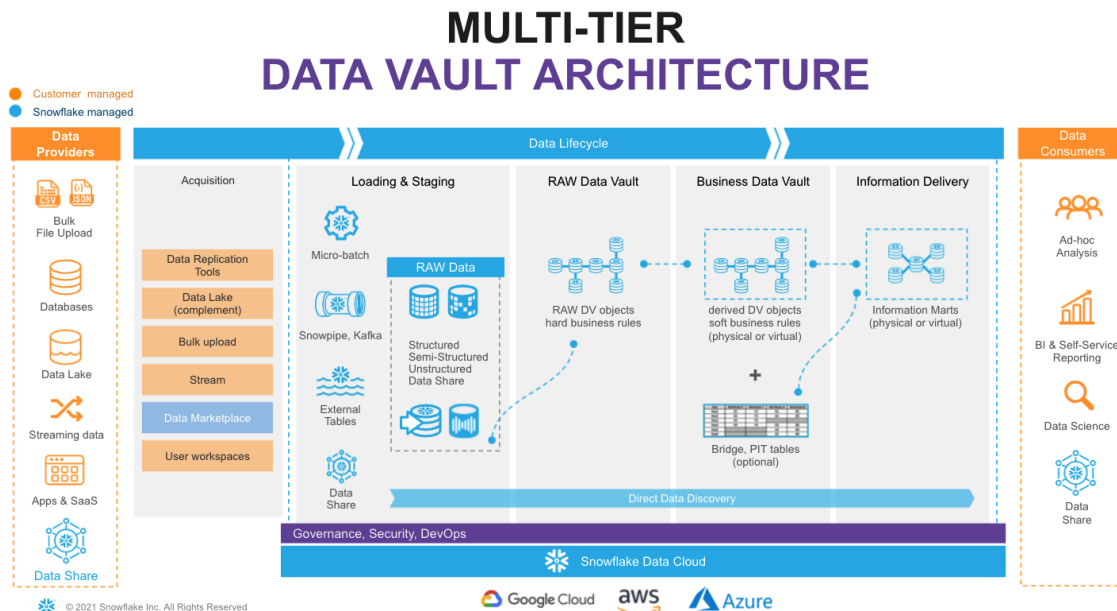 MULTI-TIER
DATA VAULT ARCHITECTURE
Customer managed
Snowflake managed
Data
Providers
CSV
{;}
JSON
Bulk
File Upload
Databases
Data Lake
Streaming data
Apps & SaaS
Data Share
Data Lifecycle
Acquisition
Data Replication
Tools
Data Lake
(complement)
Bulk upload
Stream
Data Marketplace
User workspaces
Loading & Staging
Micro-batch
Snowpipe, Kafka
External
Tables
Data
Share
RAW Data
Structured
Semi-Structured
Unstructured
Data Share
RAW Data Vault
RAW DV objects
hard business rules
Business Data Vault
derived DV objects
soft business rules
(physical or virtual)
+
Bridge, PIT tables
(optional)
Information Delivery
Information Marts
(physical or virtual)
Direct Data Discovery
Governance, Security, DevOps
Snowflake Data Cloud
Data
Consumers
Ad-hoc
Analysis
BI & Self-Service
Reporting
Data Science
Data
Share
© 2021 Snowflake Inc. All Rights Reserved
Google Cloud
aws
Azure